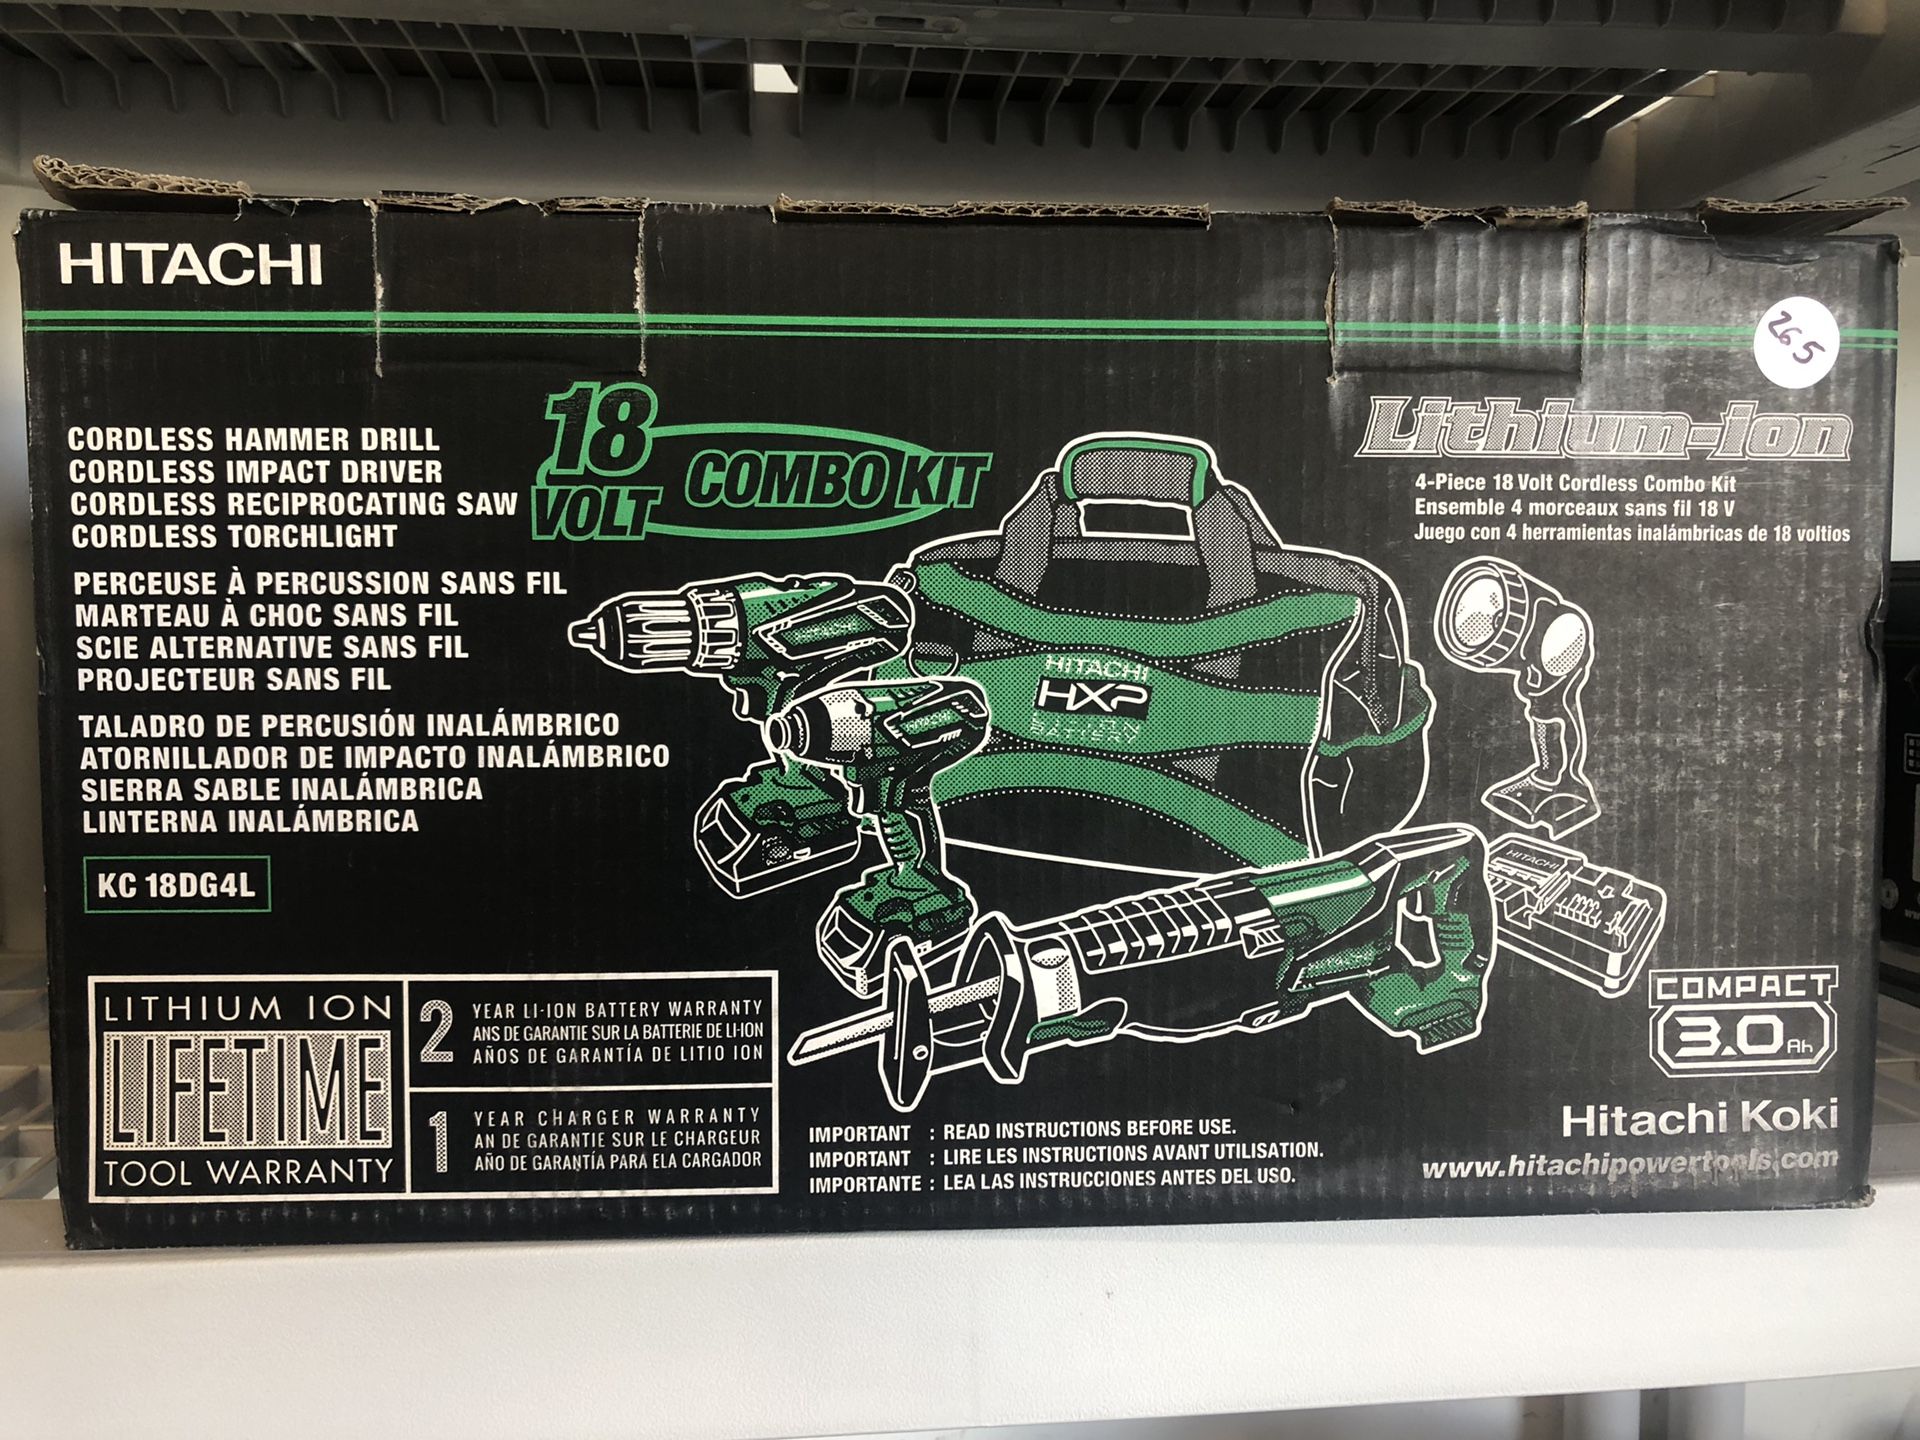 HITACHI
265
18
VOLT
COMBO KIT
Lithium-ion
4-Piece 18 Volt Cordless Combo Kit
Ensemble 4 morceaux sans fil 18 V
Juego con 4 herramientas inalámbricas de 18 voltios
CORDLESS HAMMER DRILL
CORDLESS IMPACT DRIVER
CORDLESS RECIPROCATING SAW
CORDLESS TORCHLIGHT
PERCEUSE À PERCUSSION SANS FIL
MARTEAU À CHOC SANS FIL
SCIE ALTERNATIVE SANS FIL
PROJECTEUR SANS FIL
TALADRO DE PERCUSIÓN INALÁMBRICO
ATORNILLADOR DE IMPACTO INALÁMBRICO
SIERRA SABLE INALÁMBRICA
LINTERNA INALÁMBRICA
KC 18DG4L
HITACHI
HITACHI
HITACHI
HXP
BATTERY
HITACHI
HITACHI
LITHIUM ION
LIFETIME
TOOL WARRANTY
2 YEAR LI-ION BATTERY WARRANTY
ANS DE GARANTIE SUR LA BATTERIE DE LI-ION
AÑOS DE GARANTÍA DE LITIO ION
1 YEAR CHARGER WARRANTY
AN DE GARANTIE SUR LE CHARGEUR
AÑO DE GARANTÍA PARA ELA CARGADOR
IMPORTANT : READ INSTRUCTIONS BEFORE USE.
IMPORTANT : LIRE LES INSTRUCTIONS AVANT UTILISATION.
IMPORTANTE : LEA LAS INSTRUCCIONES ANTES DEL USO.
COMPACT
3.0 Ah
Hitachi Koki
www.hitachipowertools.com